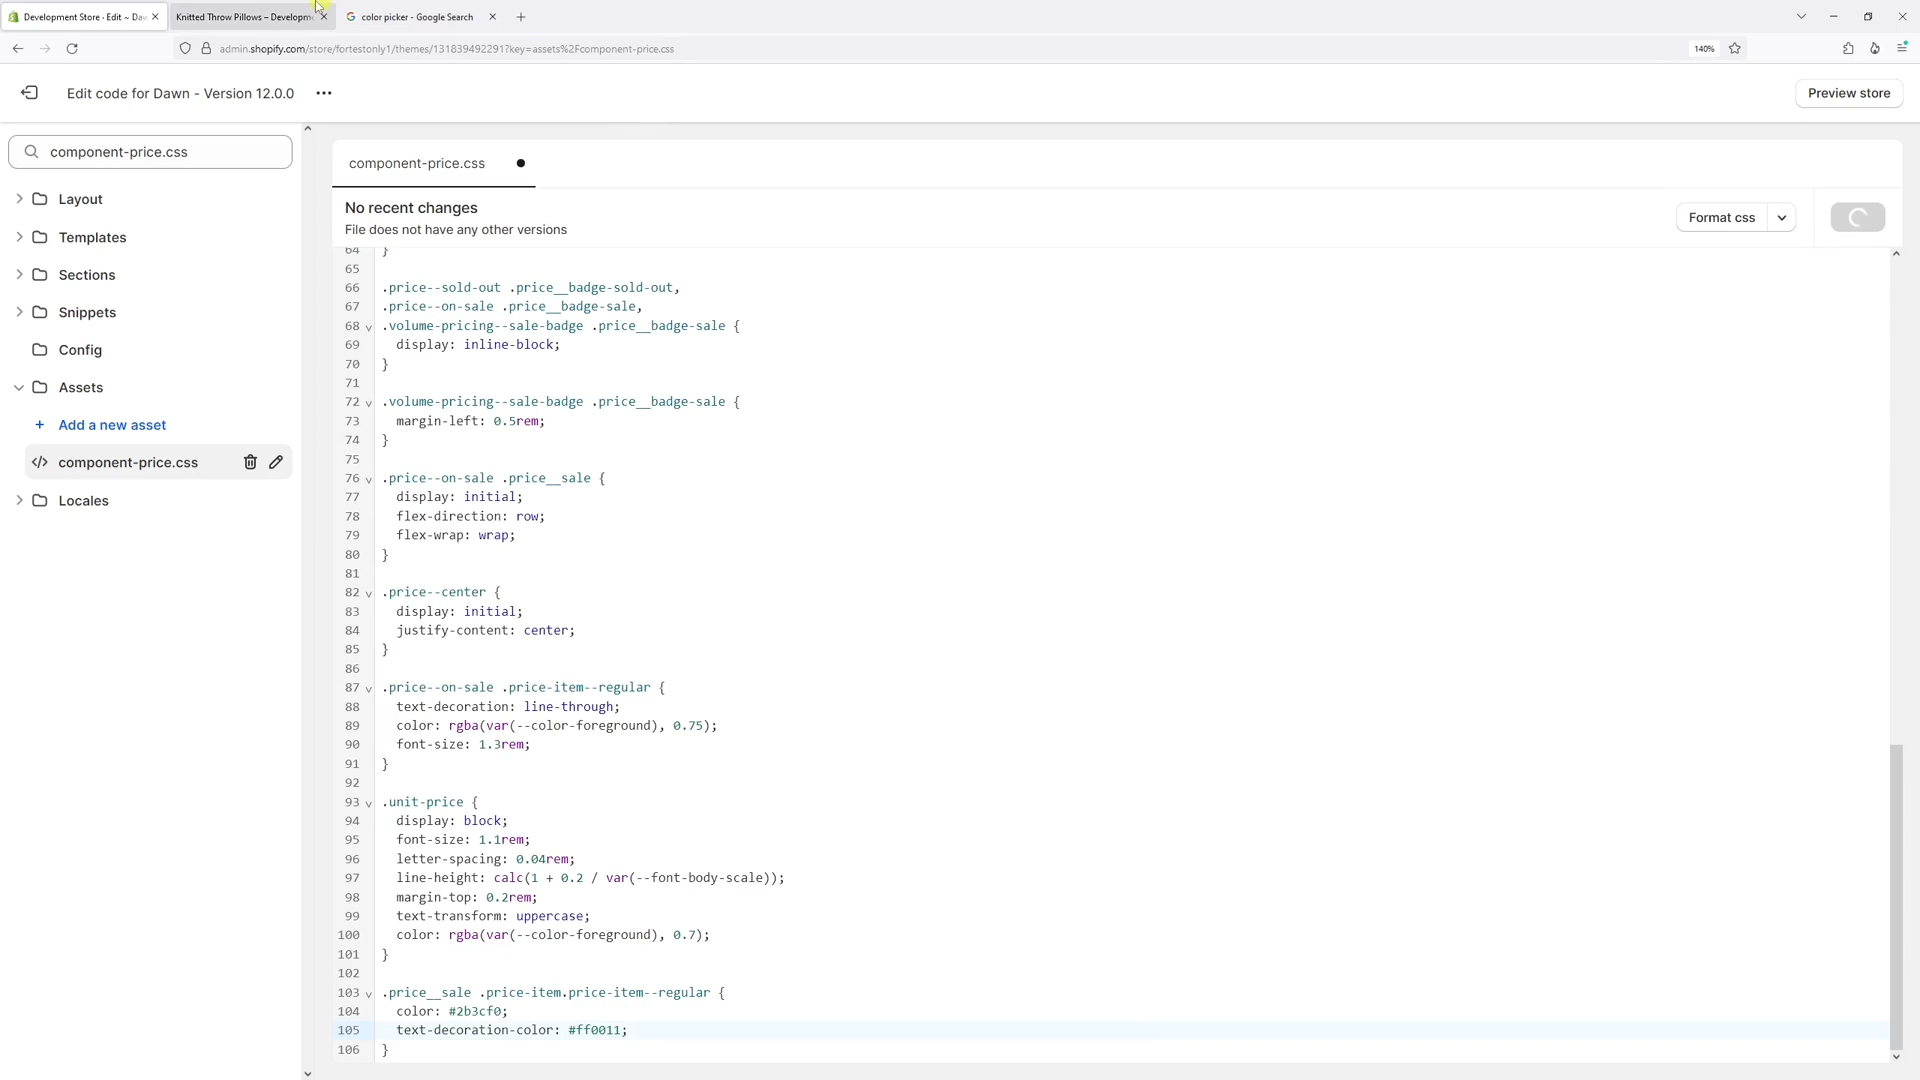 Development Store - Edit ~ Da
Knitted Throw Pillows – Developm
color picker - Google Search
admin.shopify.com/store/fortestonly1/themes/131839492291?key=assets%2Fcomponent-price.css
140%
Edit code for Dawn - Version 12.0.0
Preview store
component-price.css
Layout
Templates
Sections
Snippets
Config
Assets
+ Add a new asset
</> component-price.css
Locales
component-price.css
No recent changes
File does not have any other versions
Format css
64 }
65
66 .price--sold-out .price__badge-sold-out,
67 .price--on-sale .price__badge-sale,
68 .volume-pricing--sale-badge .price__badge-sale {
69 display: inline-block;
70 }
71
72 .volume-pricing--sale-badge .price__badge-sale {
73 margin-left: 0.5rem;
74 }
75
76 .price--on-sale .price__sale {
77 display: initial;
78 flex-direction: row;
79 flex-wrap: wrap;
80 }
81
82 .price--center {
83 display: initial;
84 justify-content: center;
85 }
86
87 .price--on-sale .price-item--regular {
88 text-decoration: line-through;
89 color: rgba(var(--color-foreground), 0.75);
90 font-size: 1.3rem;
91 }
92
93 .unit-price {
94 display: block;
95 font-size: 1.1rem;
96 letter-spacing: 0.04rem;
97 line-height: calc(1 + 0.2 / var(--font-body-scale));
98 margin-top: 0.2rem;
99 text-transform: uppercase;
100 color: rgba(var(--color-foreground), 0.7);
101 }
102
103 .price__sale .price-item.price-item--regular {
104 color: #2b3cf0;
105 text-decoration-color: #ff0011;
106 }